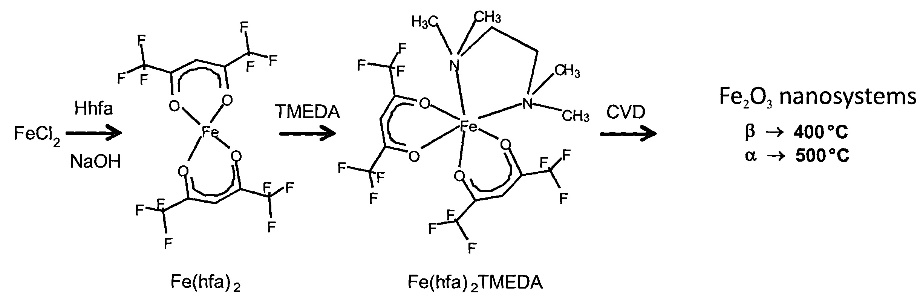 FeCl₂
Hhfa
NaOH
F
F
F
F
F
F
O
O
Fe
O
O
F
F
F
F
F
F
Fe(hfa)₂
TMEDA
H₃C
CH₃
N
CH₃
N
CH₃
F
F
F
O
O
Fe
O
O
F
F
F
F
F
F
F
F
F
Fe(hfa)₂TMEDA
CVD
Fe₂O₃ nanosystems
β → 400°C
α → 500°C